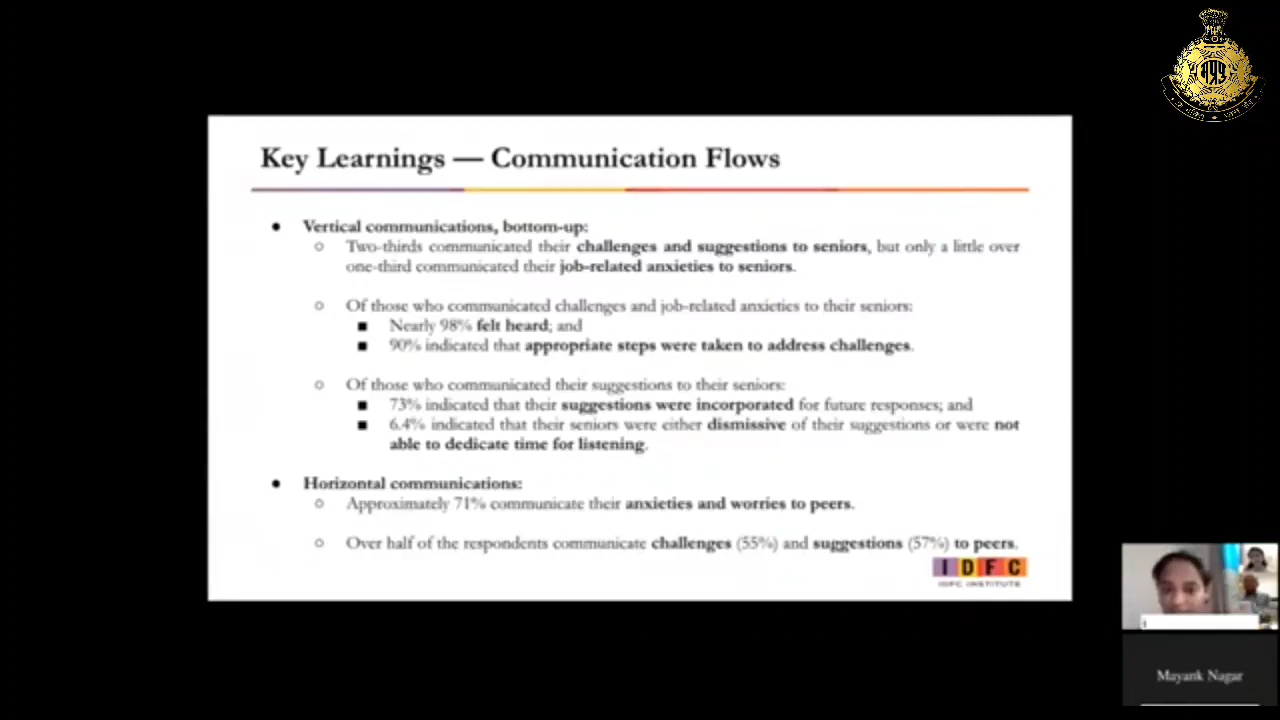 Key Learnings — Communication Flows
● Vertical communications, bottom-up:
○ Two-thirds communicated their challenges and suggestions to seniors, but only a little over
one-third communicated their job-related anxieties to seniors.
○ Of those who communicated challenges and job-related anxieties to their seniors:
■ Nearly 98% felt heard; and
■ 90% indicated that appropriate steps were taken to address challenges.
○ Of those who communicated their suggestions to their seniors:
■ 73% indicated that their suggestions were incorporated for future responses; and
■ 6.4% indicated that their seniors were either dismissive of their suggestions or were not
able to dedicate time for listening.
● Horizontal communications:
○ Approximately 71% communicate their anxieties and worries to peers.
○ Over half of the respondents communicate challenges (55%) and suggestions (57%) to peers.
IDFC
IDFC INSTITUTE
Mayank Nagar